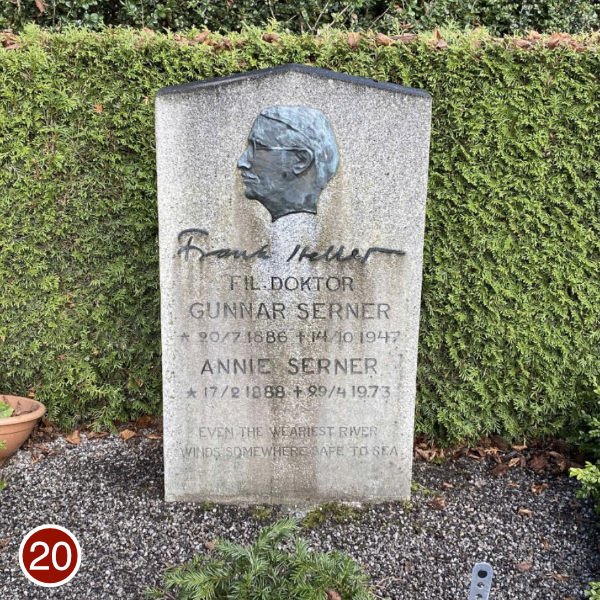 Frank Heller
FIL. DOKTOR
GUNNAR SERNER
* 20/7 1886 + 14/10 1947
ANNIE SERNER
* 17/2 1888 + 29/4 1973
EVEN THE WEARIEST RIVER
WINDS SOMEWHERE SAFE TO SEA
20